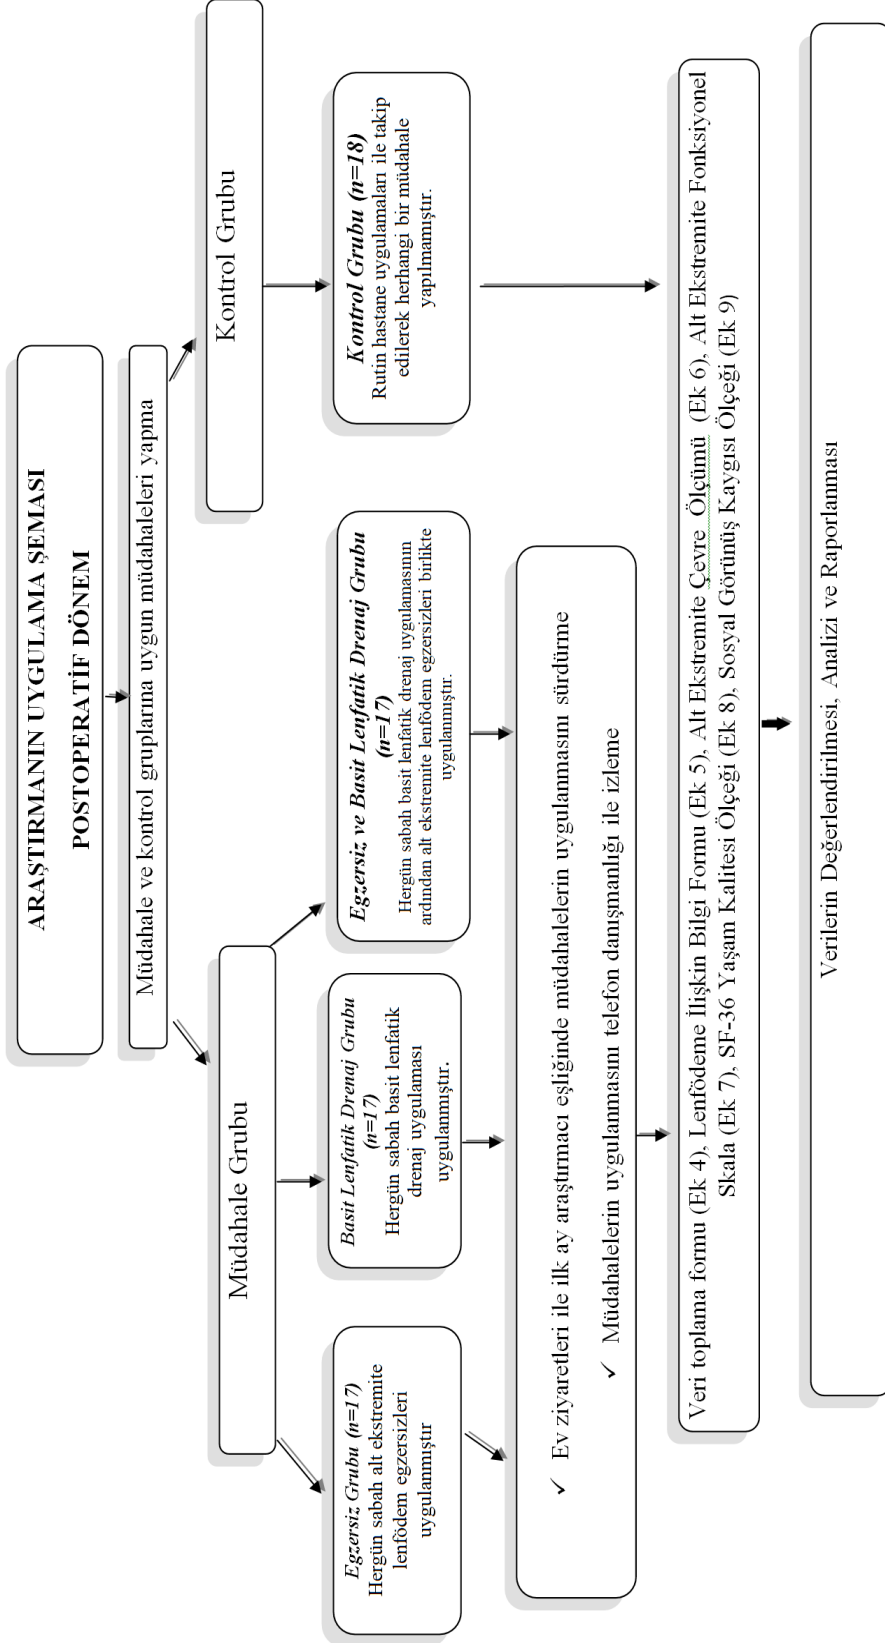 ARAŞTIRMANIN UYGULAMA ŞEMASI
POSTOPERATİF DÖNEM
Müdahale ve kontrol gruplarına uygun müdahaleleri yapma
Müdahale Grubu
Kontrol Grubu
Egzersiz Grubu (n=17)
Hergün sabah alt ekstremite
lenfödem egzersizleri
uygulanmıştır
Basit Lenfatik Drenaj Grubu
(n=17)
Hergün sabah basit lenfatik
drenaj uygulaması
uygulanmıştır.
Egzersiz ve Basit Lenfatik Drenaj Grubu
(n=17)
Hergün sabah basit lenfatik drenaj uygulamasının
ardından alt ekstremite lenfödem egzersizleri birlikte
uygulanmıştır.
Kontrol Grubu (n=18)
Rutin hastane uygulamaları ile takip
edilerek herhangi bir müdahale
yapılmamıştır.
✓ Ev ziyaretleri ile ilk ay araştırmacı eşliğinde müdahalelerin uygulanmasını sürdürme
✓ Müdahalelerin uygulanmasını telefon danışmanlığı ile izleme
Veri toplama formu (Ek 4), Lenfödeme İlişkin Bilgi Formu (Ek 5), Alt Ekstremite Çevre Ölçümü (Ek 6), Alt Ekstremite Fonksiyonel
Skala (Ek 7), SF-36 Yaşam Kalitesi Ölçeği (Ek 8), Sosyal Görünüş Kaygısı Ölçeği (Ek 9)
Verilerin Değerlendirilmesi, Analizi ve Raporlanması